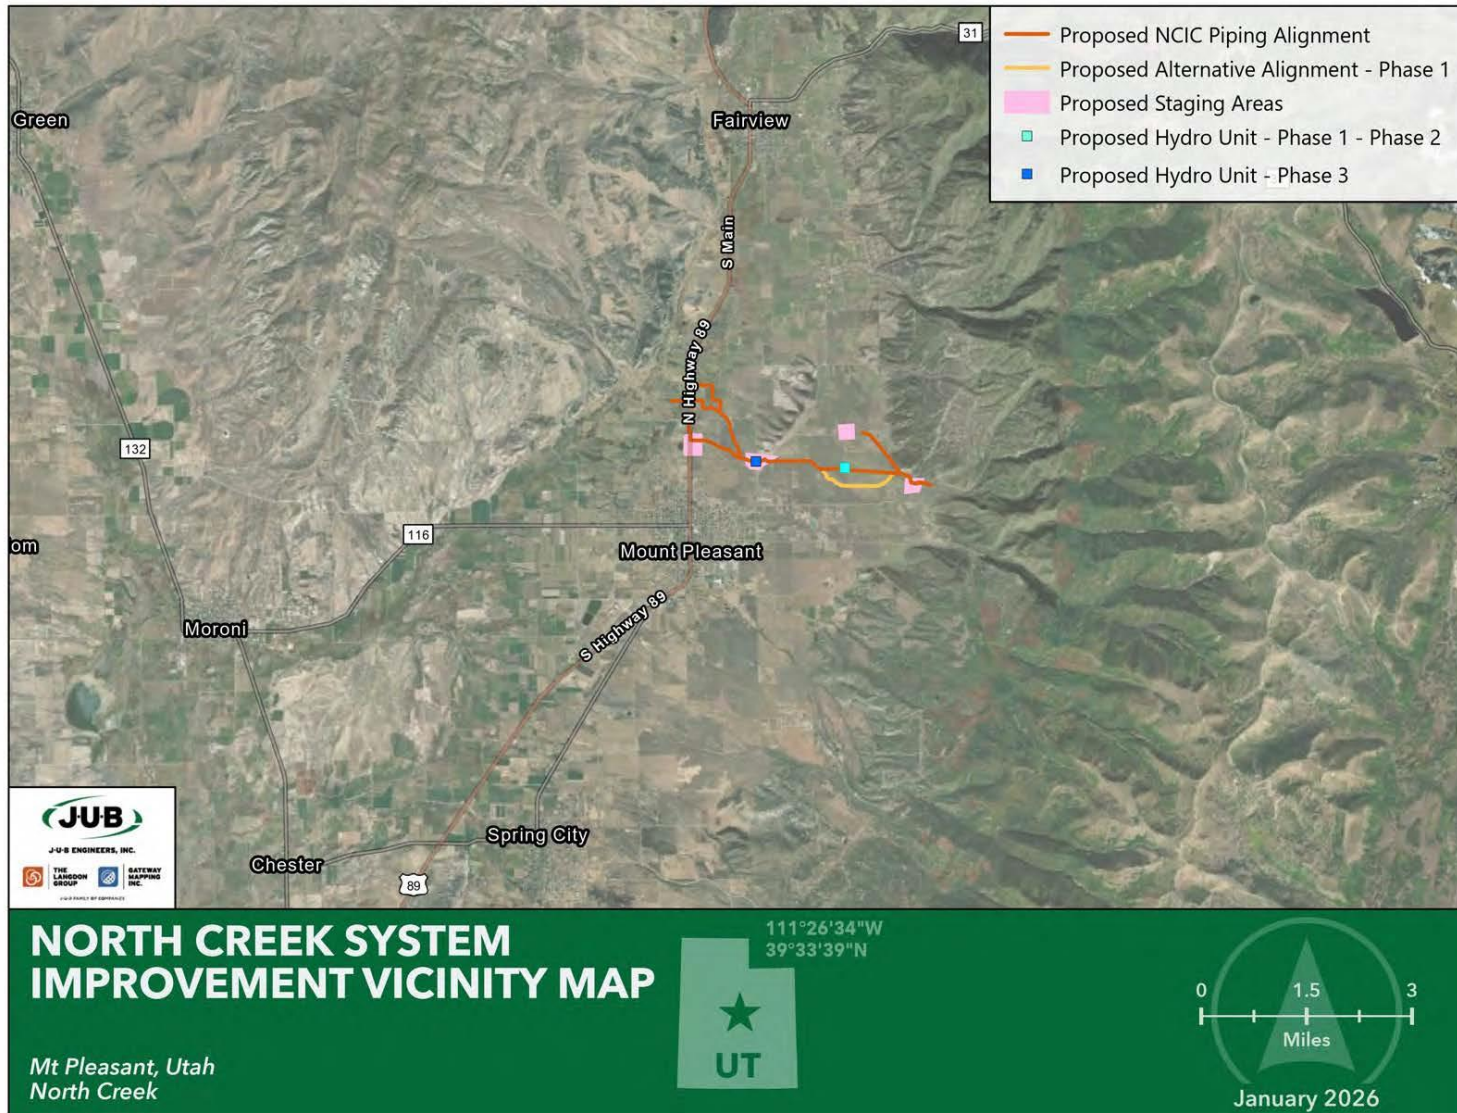 31
Proposed NCIC Piping Alignment
Proposed Alternative Alignment - Phase 1
Proposed Staging Areas
Proposed Hydro Unit - Phase 1 - Phase 2
Proposed Hydro Unit - Phase 3
Green
Fairview
S Main
N Highway 89
132
116
om
Mount Pleasant
Moroni
S Highway 89
Spring City
Chester
89
J·U·B
J·U·B ENGINEERS, INC.
THE
LANGDON
GROUP
GATEWAY
MAPPING
INC.
J·U·B FAMILY OF COMPANIES
NORTH CREEK SYSTEM
IMPROVEMENT VICINITY MAP
Mt Pleasant, Utah
North Creek
111°26'34"W
39°33'39"N
UT
0 1.5 3
Miles
January 2026